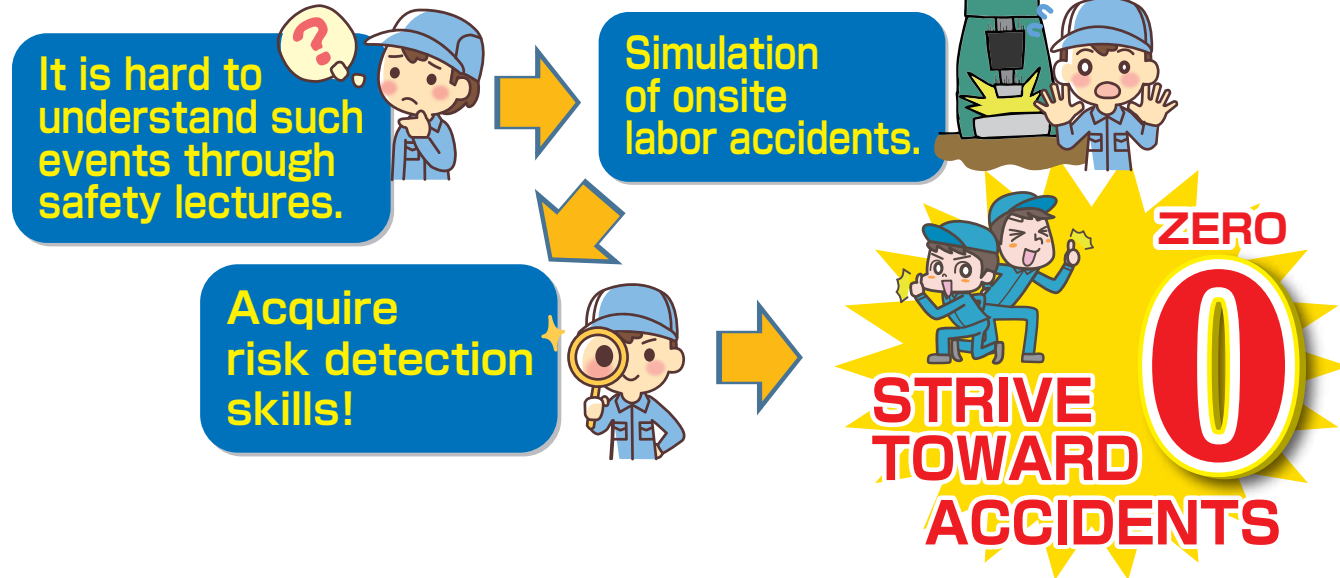 ?
It is hard to
understand such
events through
safety lectures.
Simulation
of onsite
labor accidents.
Acquire
risk detection
skills!
STRIVE
TOWARD
ZERO
0
ACCIDENTS